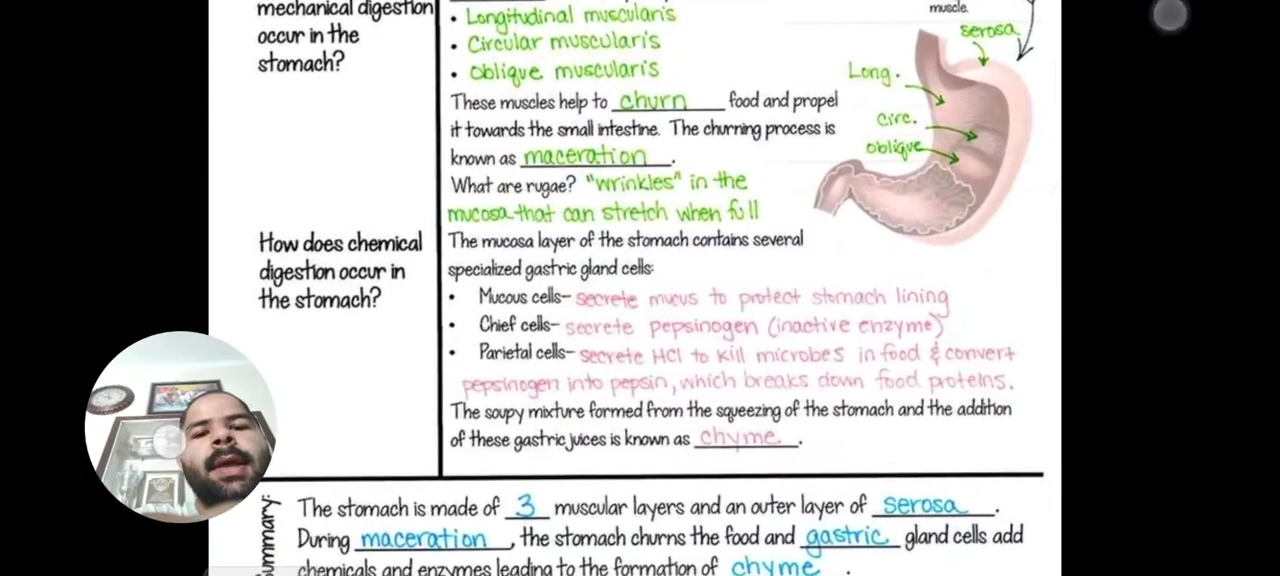 mechanical digestion
occur in the
stomach?
• Longitudinal muscularis
• Circular muscularis
• Oblique muscularis
These muscles help to churn food and propel
it towards the small intestine. The churning process is
known as maceration.
What are rugae? "wrinkles" in the
mucosa that can stretch when full
muscle.
serosa
Long.
Circ.
oblique
How does chemical
digestion occur in
the stomach?
The mucosa layer of the stomach contains several
specialized gastric gland cells:
• Mucous cells- secrete mucus to protect stomach lining
• Chief cells- secrete pepsinogen (inactive enzyme)
• Parietal cells- secrete HCl to kill microbes in food & convert
pepsinogen into pepsin, which breaks down food proteins.
The soupy mixture formed from the squeezing of the stomach and the addition
of these gastric juices is known as chyme.
Summary:
The stomach is made of 3 muscular layers and an outer layer of serosa.
During maceration, the stomach churns the food and gastric gland cells add
chemicals and enzymes leading to the formation of chyme.